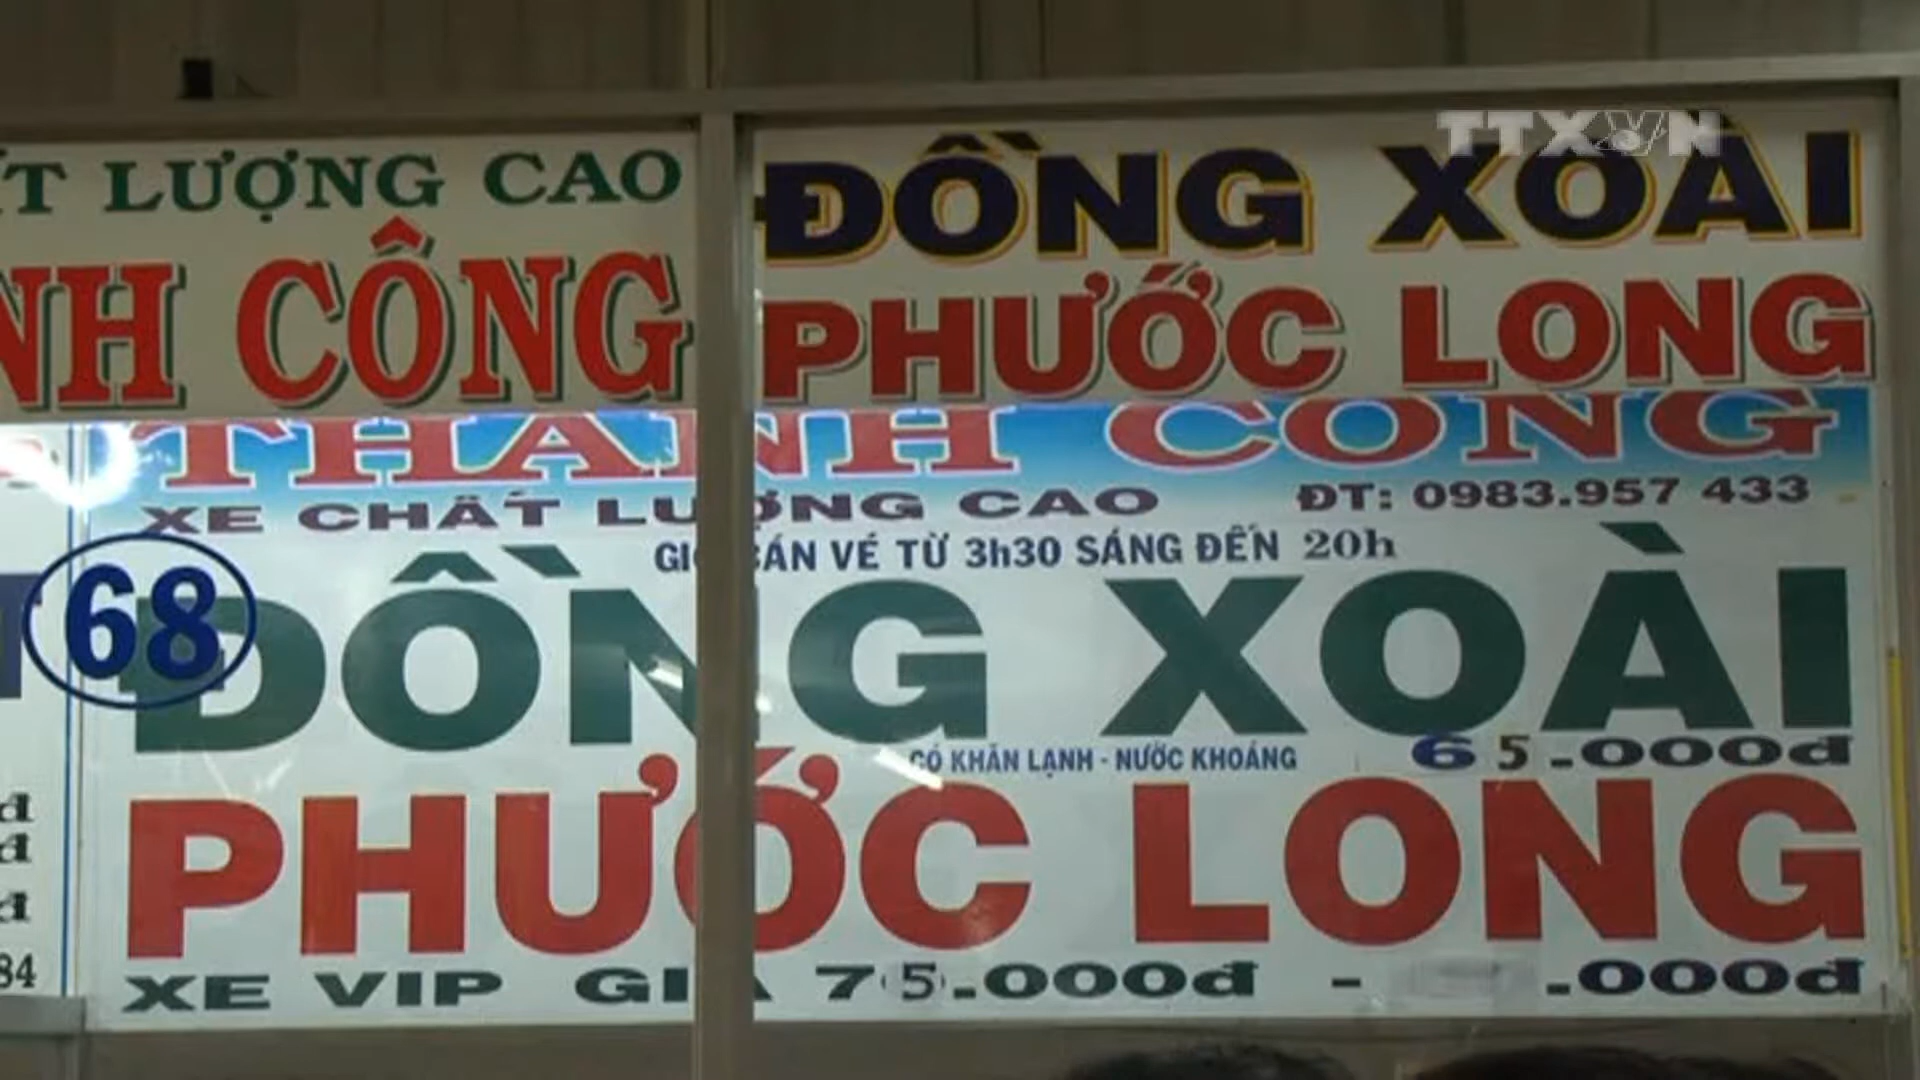 TTXVN
LƯỢNG CAO
CÔNG
ĐỒNG XOÀI
PHƯỚC LONG
THÀNH CÔNG
XE CHẤT LƯỢNG CAO ĐT: 0983.957 433
GIỜ BÁN VÉ TỪ 3h30 SÁNG ĐẾN 20h
68
ĐỒNG XOÀI
CÓ KHĂN LẠNH - NƯỚC KHOÁNG 65.000đ
PHƯỚC LONG
XE VIP GIÁ 75.000đ - .000đ
đ
đ
đ
84